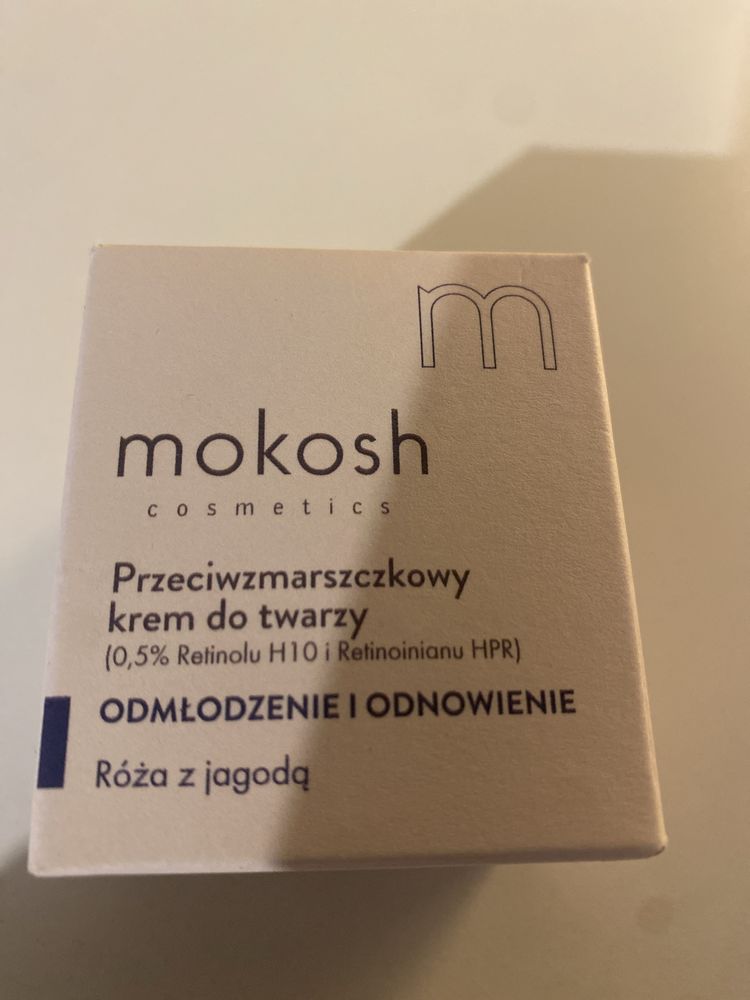 m
mokosh
cosmetics
Przeciwzmarszczkowy
krem do twarzy
(0,5% Retinolu H10 i Retinoinianu HPR)
ODMŁODZENIE I ODNOWIENIE
Róża z jagodą